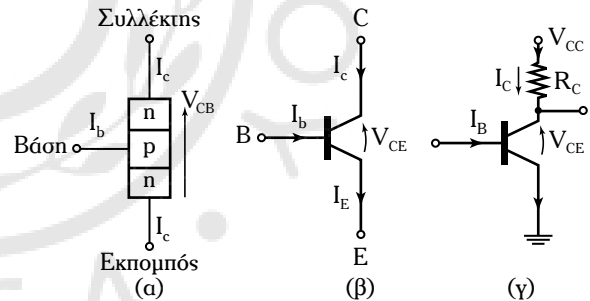 Συλλέκτης
I_c
n
p
n
V_CB
I_b
Βάση
I_c
Εκπομπός
(α)
C
I_c
I_b
B
V_CE
I_E
E
(β)
V_CC
I_C
R_C
I_B
V_CE
(γ)